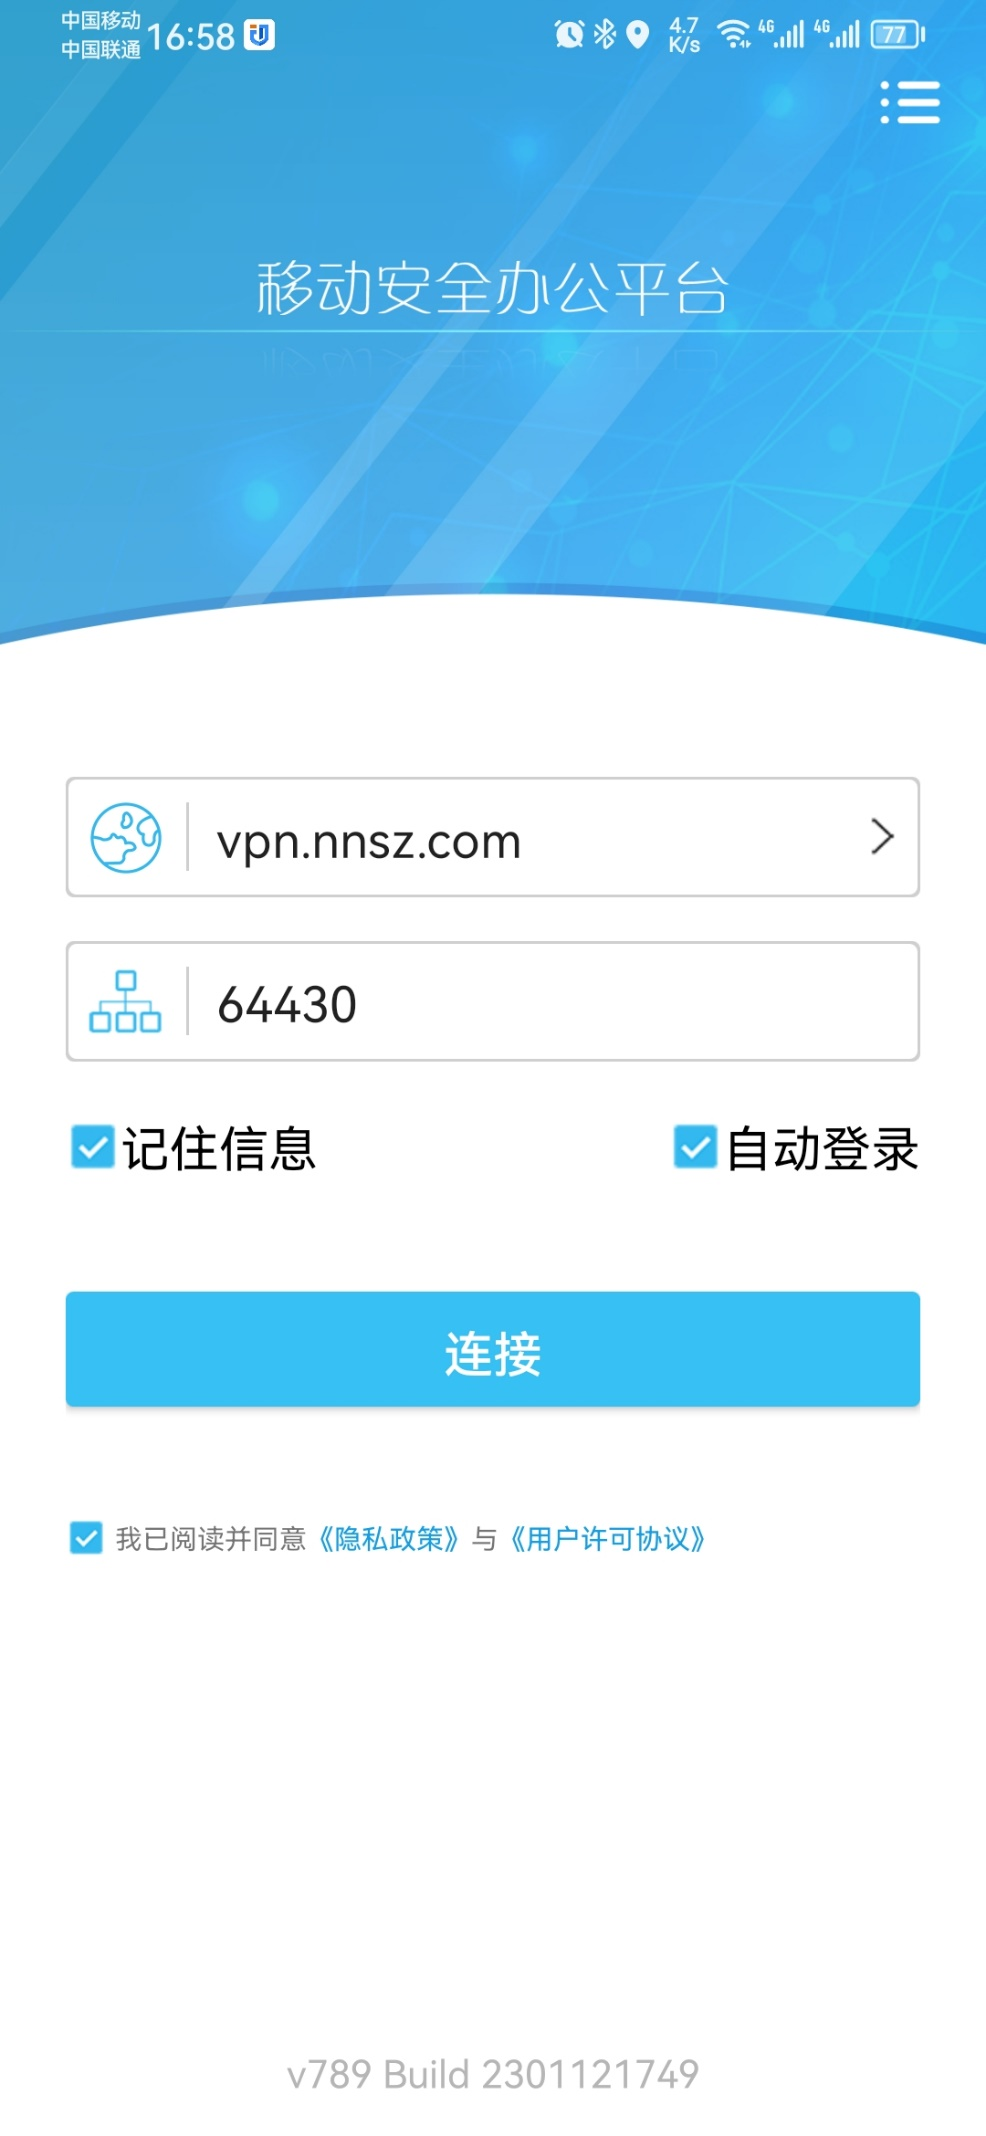 中国移动
中国联通
16:58
4.7
K/s
4G
4G
77
移动安全办公平台
vpn.nnsz.com
64430
记住信息
自动登录
连接
我已阅读并同意《隐私政策》与《用户许可协议》
v789 Build 2301121749